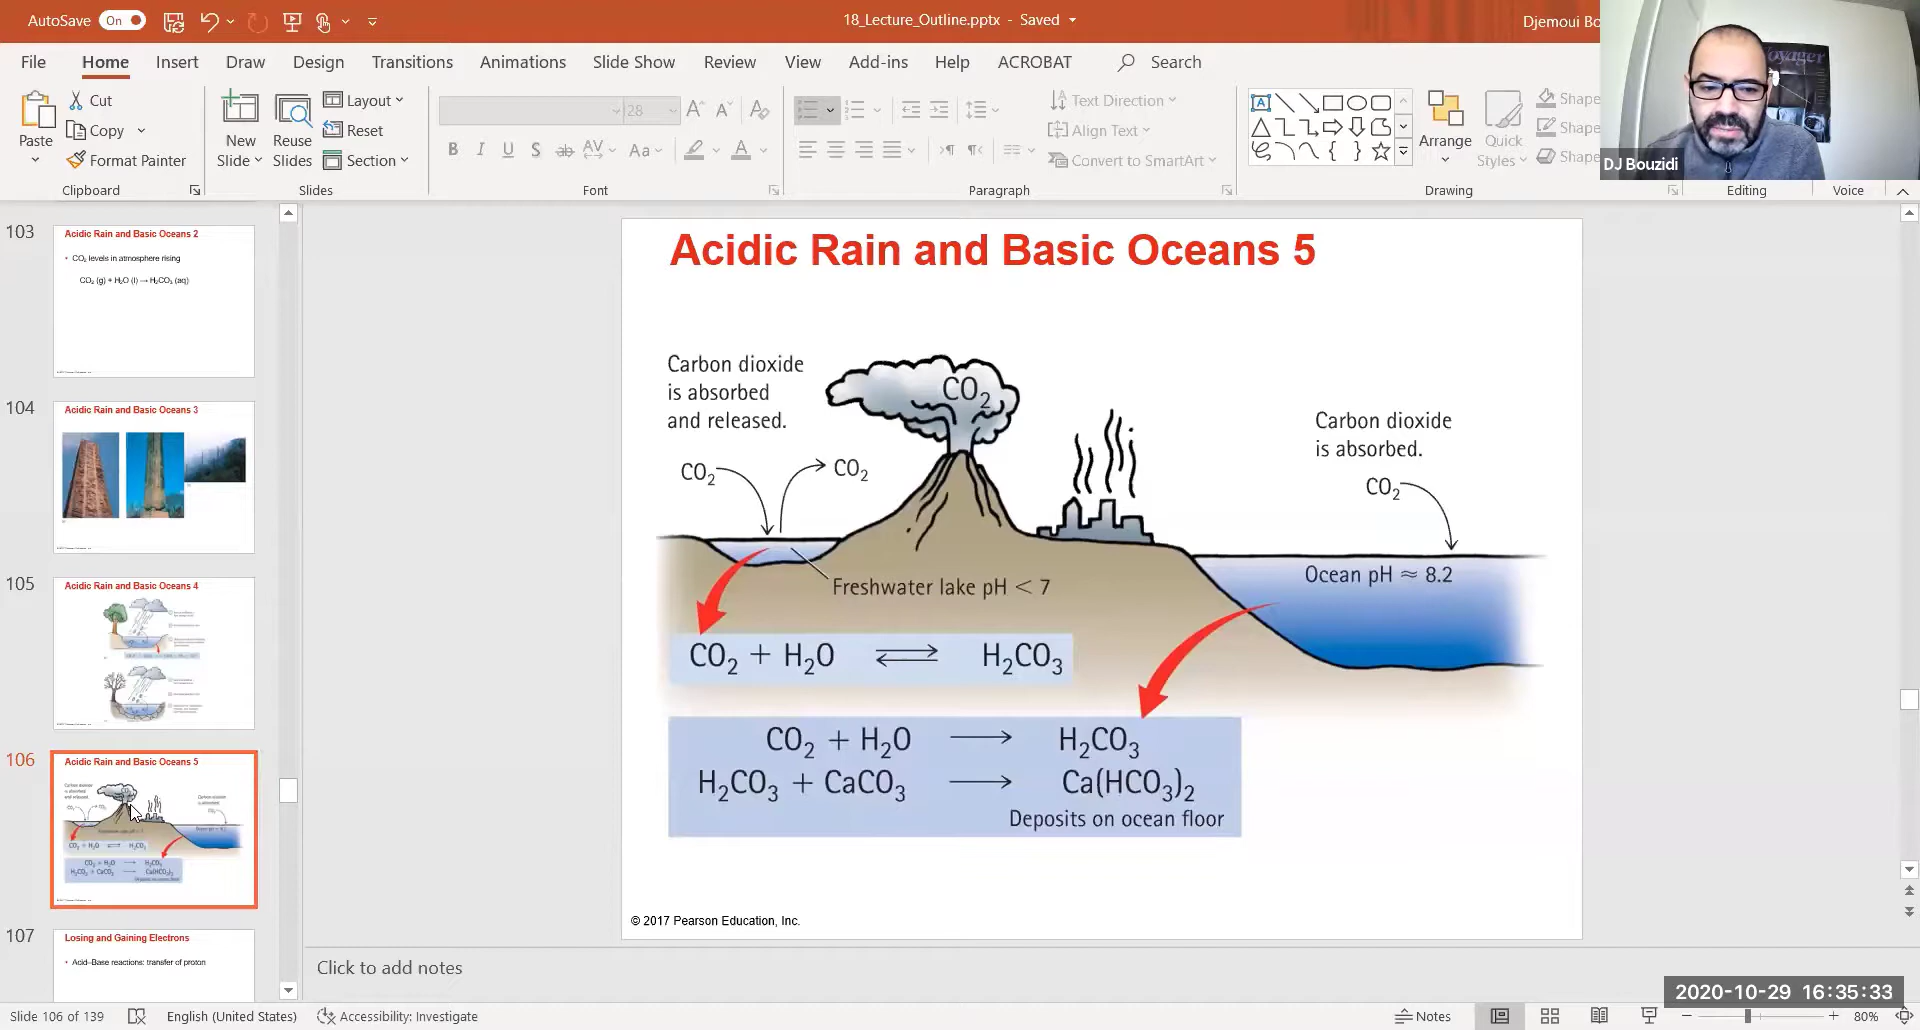 AutoSave On 18_Lecture_Outline.pptx - Saved Djemoui Bo
File Home Insert Draw Design Transitions Animations Slide Show Review View Add-ins Help ACROBAT Search
Voyager
DJ Bouzidi
Paste
Cut
Copy
Format Painter
Clipboard
New Slide
Reuse Slides
Layout
Reset
Section
Slides
28
B I U S ab AV Aa A
Font
Text Direction
Align Text
Convert to SmartArt
Paragraph
Arrange
Quick Styles
Shape
Shape
Shape
Drawing
Editing
Voice
103
Acidic Rain and Basic Oceans 2
• CO₂ levels in atmosphere rising
CO₂ (g) + H₂O (l) → H₂CO₃ (aq)
104
Acidic Rain and Basic Oceans 3
105
Acidic Rain and Basic Oceans 4
106
Acidic Rain and Basic Oceans 5
107
Losing and Gaining Electrons
• Acid–Base reactions: transfer of proton
Acidic Rain and Basic Oceans 5
Carbon dioxide
is absorbed
and released.
CO₂
CO₂
CO₂
Carbon dioxide
is absorbed.
CO₂
Freshwater lake pH < 7
Ocean pH ≈ 8.2
CO₂ + H₂O ⇌ H₂CO₃
CO₂ + H₂O → H₂CO₃
H₂CO₃ + CaCO₃ → Ca(HCO₃)₂
Deposits on ocean floor
© 2017 Pearson Education, Inc.
Click to add notes
2020-10-29 16:35:33
Slide 106 of 139 English (United States) Accessibility: Investigate Notes 80%